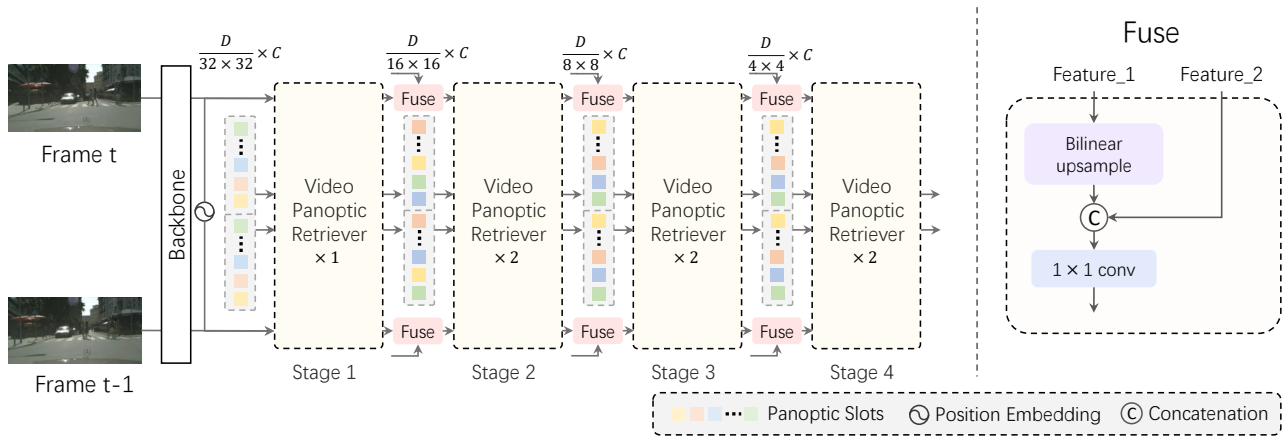 D/(32 × 32) × C
D/(16 × 16) × C
D/(8 × 8) × C
D/(4 × 4) × C
Frame t
Frame t-1
Backbone
Video
Panoptic
Retriever
× 1
Stage 1
Fuse
Fuse
Video
Panoptic
Retriever
× 2
Stage 2
Fuse
Fuse
Video
Panoptic
Retriever
× 2
Stage 3
Fuse
Fuse
Video
Panoptic
Retriever
× 2
Stage 4
Fuse
Feature_1 Feature_2
Bilinear
upsample
C
1 × 1 conv
Panoptic Slots Position Embedding C Concatenation